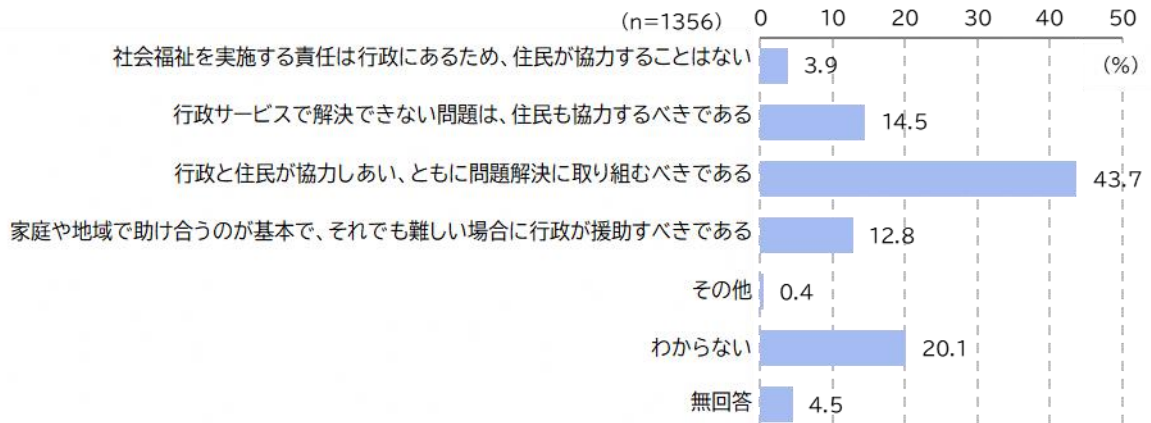 (n=1356) 0 10 20 30 40 50
(%)
社会福祉を実施する責任は行政にあるため、住民が協力することはない 3.9
行政サービスで解決できない問題は、住民も協力するべきである 14.5
行政と住民が協力しあい、ともに問題解決に取り組むべきである 43.7
家庭や地域で助け合うのが基本で、それでも難しい場合に行政が援助すべきである 12.8
その他 0.4
わからない 20.1
無回答 4.5